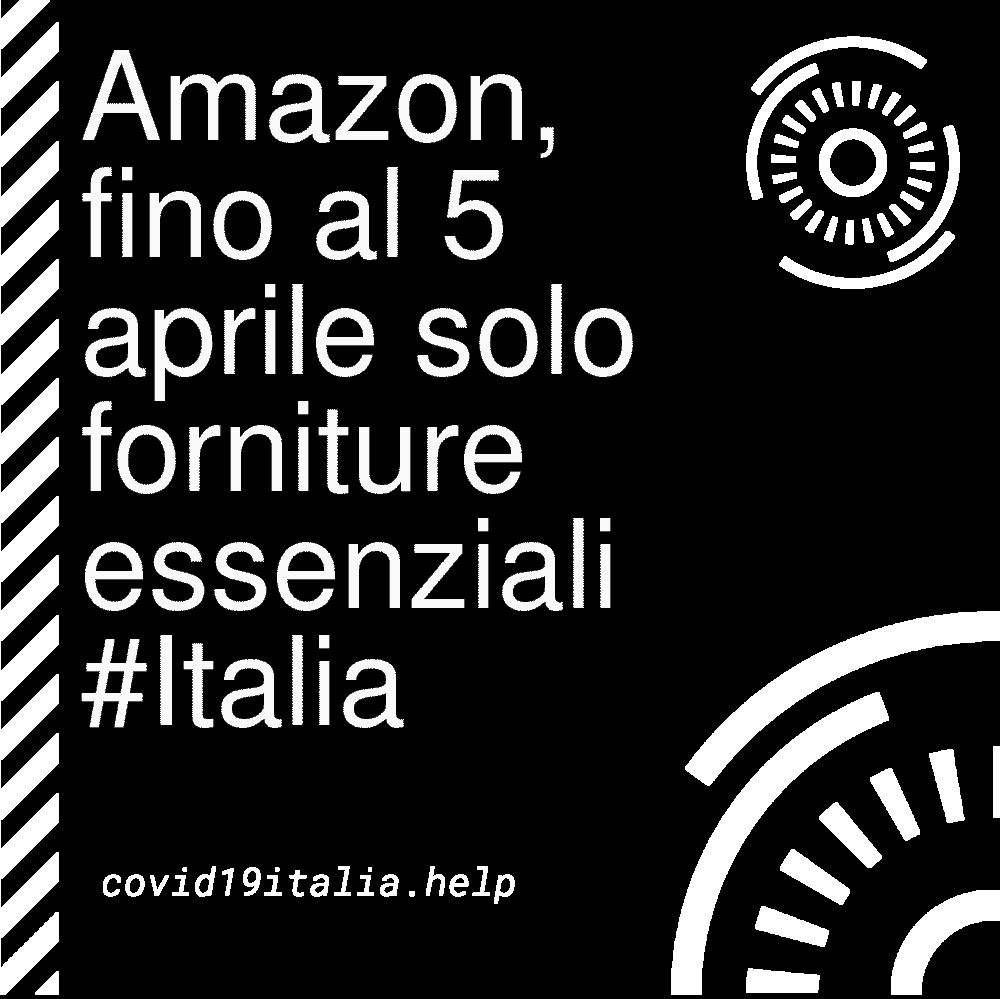 Amazon,
fino al 5
aprile solo
forniture
essenziali
#Italia
covid19italia.help